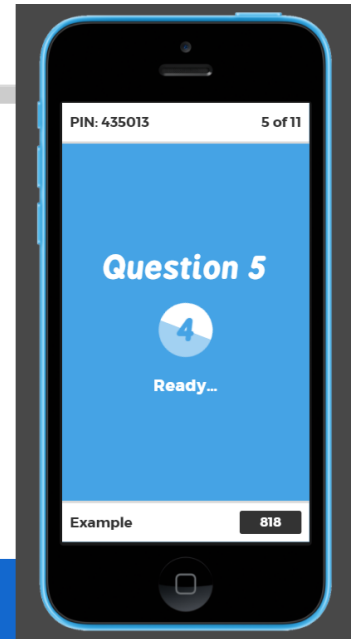 PIN: 435013 5 of 11
Question 5
4
Ready...
Example 818